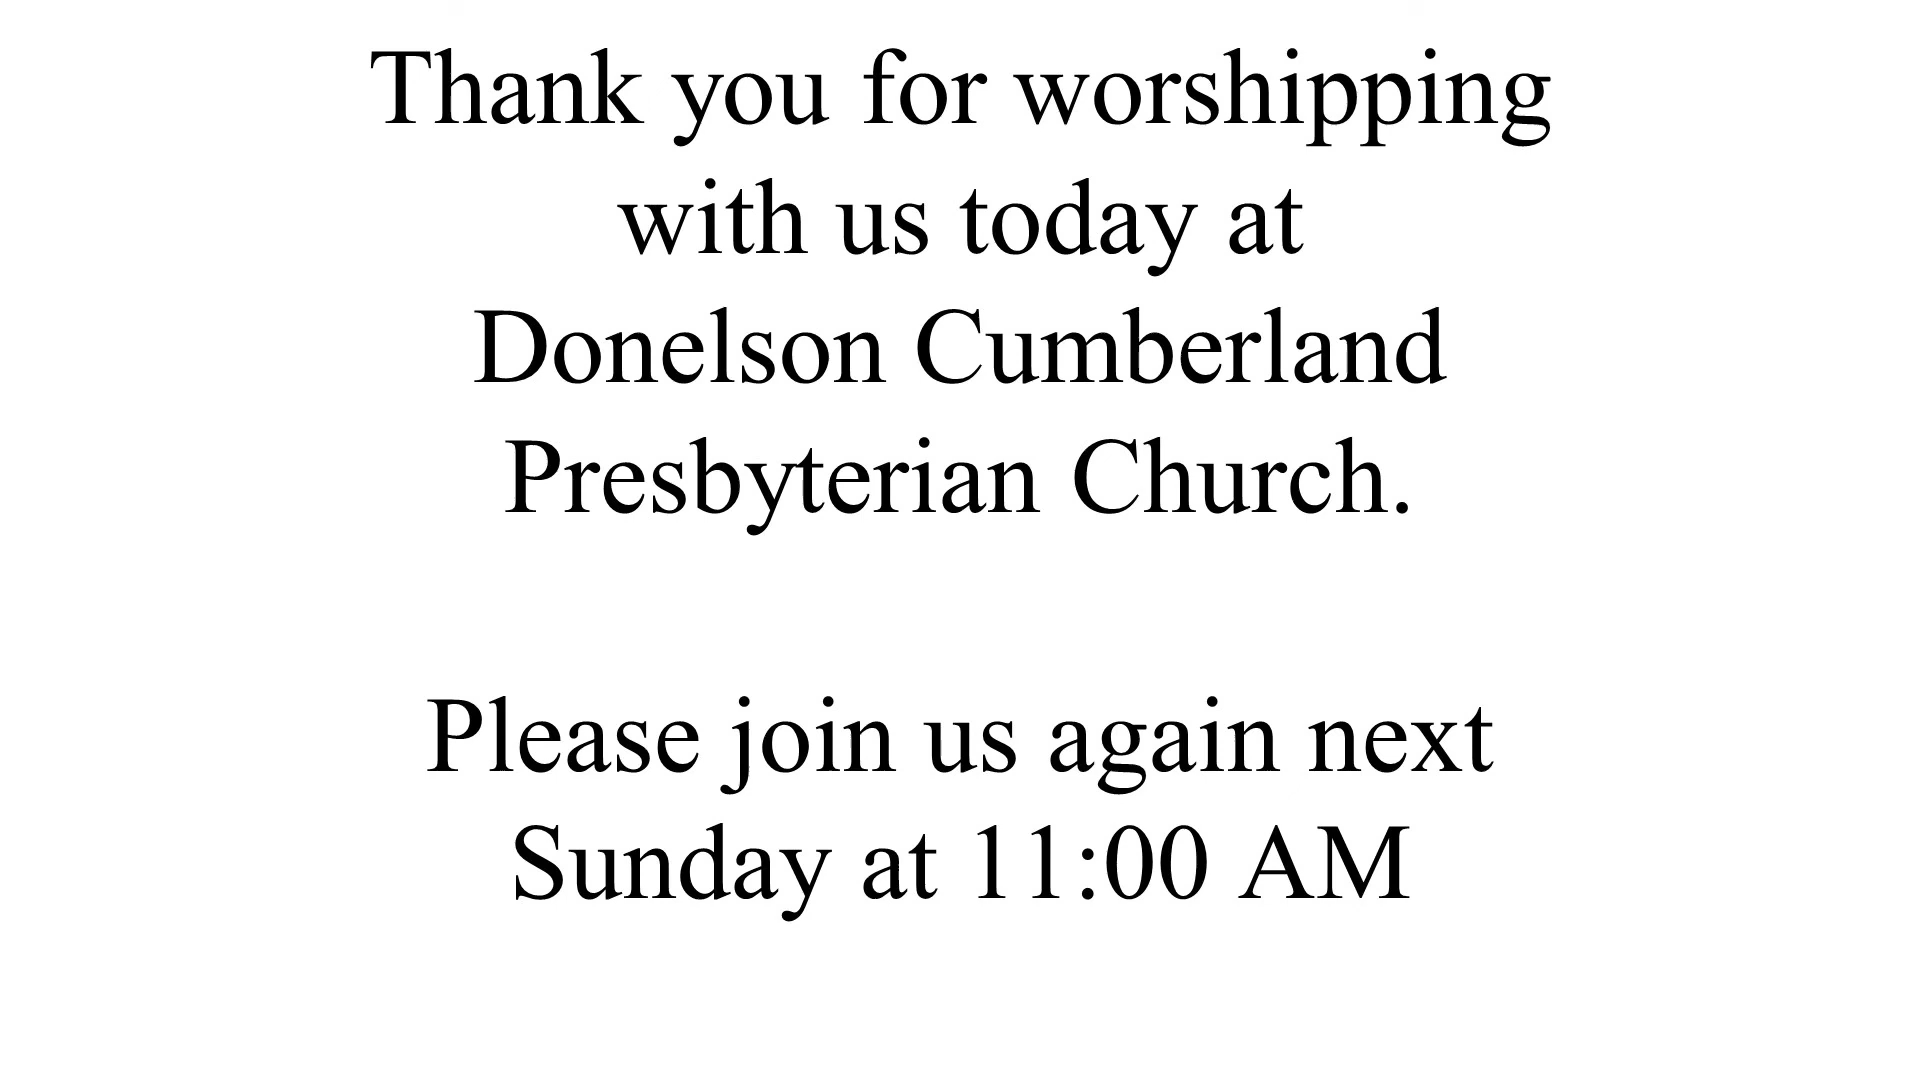 Thank you for worshipping
with us today at
Donelson Cumberland
Presbyterian Church.
Please join us again next
Sunday at 11:00 AM